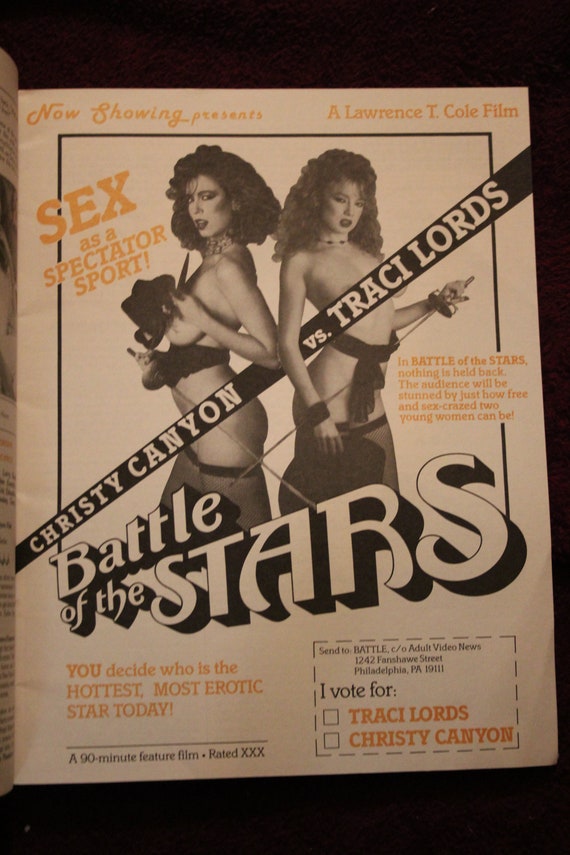 Now Showing presents
A Lawrence T. Cole Film
SEX
as a
SPECTATOR
SPORT!
CHRISTY CANYON vs. TRACI LORDS
In BATTLE of the STARS,
nothing is held back.
The audience will be
stunned by just how free
and sex-crazed two
young women can be!
Battle
of the STARS
YOU decide who is the
HOTTEST, MOST EROTIC
STAR TODAY!
A 90-minute feature film • Rated XXX
Send to: BATTLE, c/o Adult Video News
1242 Fanshawe Street
Philadelphia, PA 19111
I vote for:
TRACI LORDS
CHRISTY CANYON